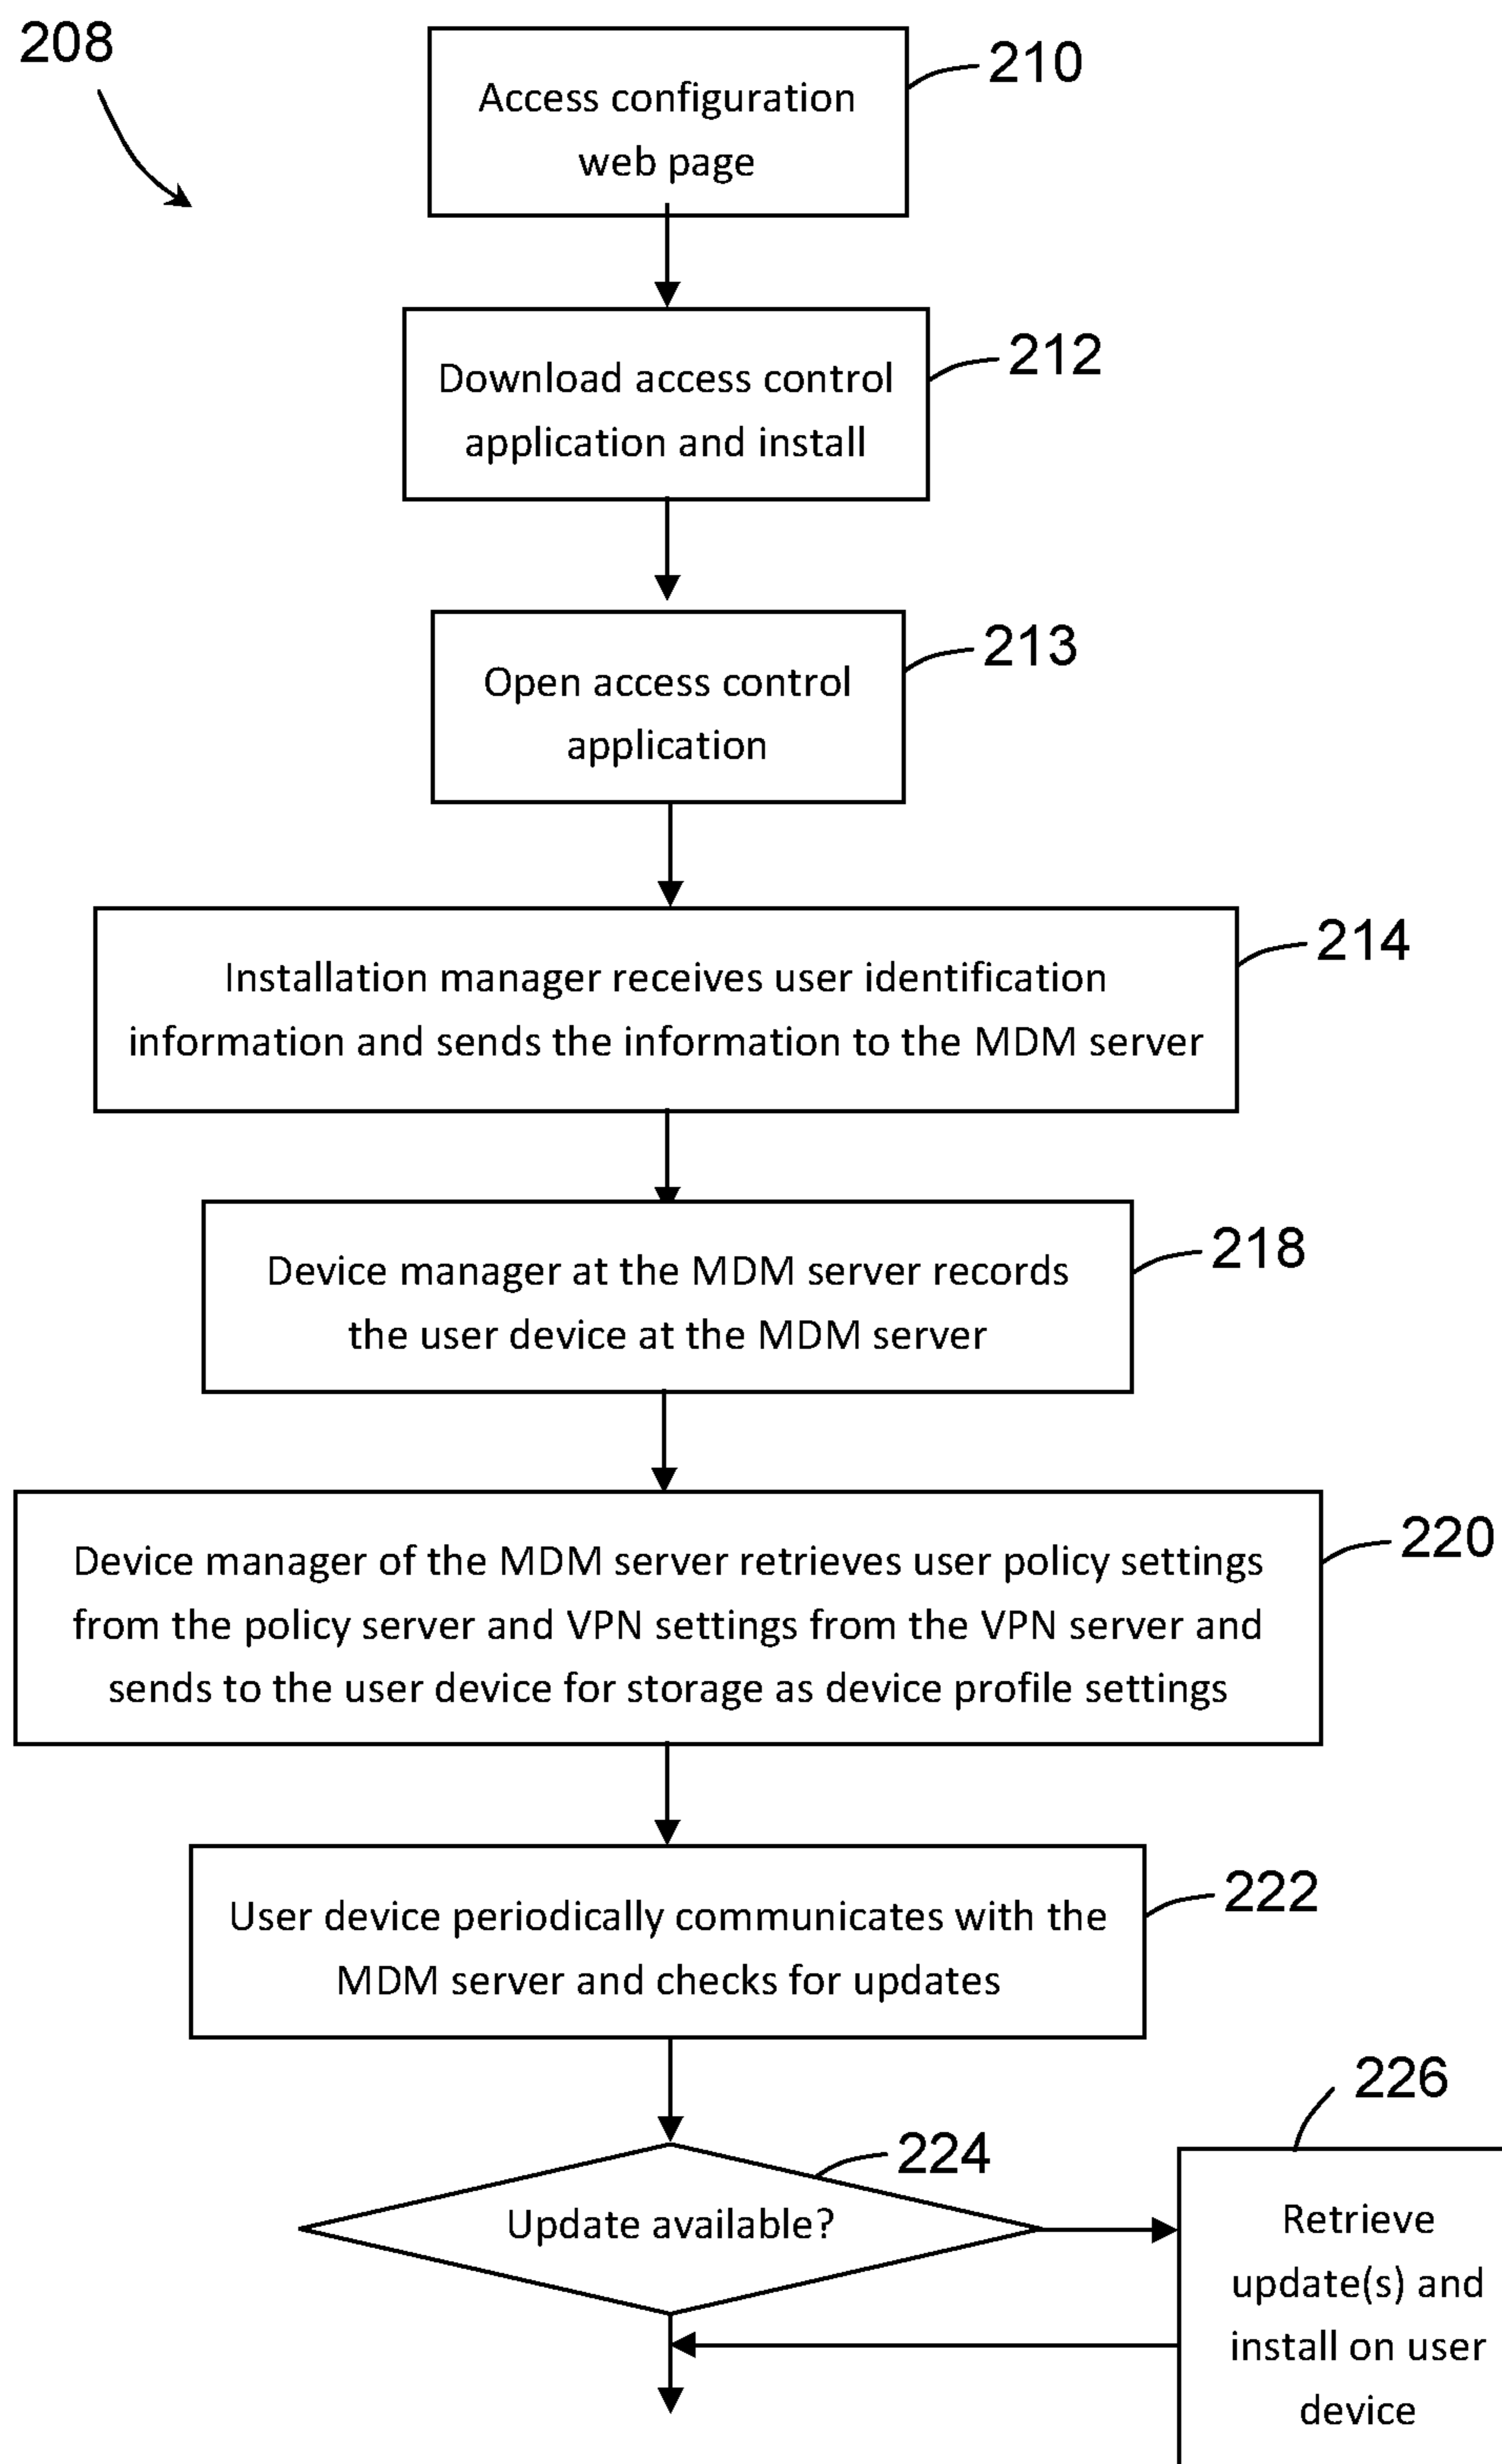 208
Access configuration
web page
210
Download access control
application and install
212
Open access control
application
213
Installation manager receives user identification
information and sends the information to the MDM server
214
Device manager at the MDM server records
the user device at the MDM server
218
Device manager of the MDM server retrieves user policy settings
from the policy server and VPN settings from the VPN server and
sends to the user device for storage as device profile settings
220
User device periodically communicates with the
MDM server and checks for updates
222
Update available?
224
226
Retrieve
update(s) and
install on user
device